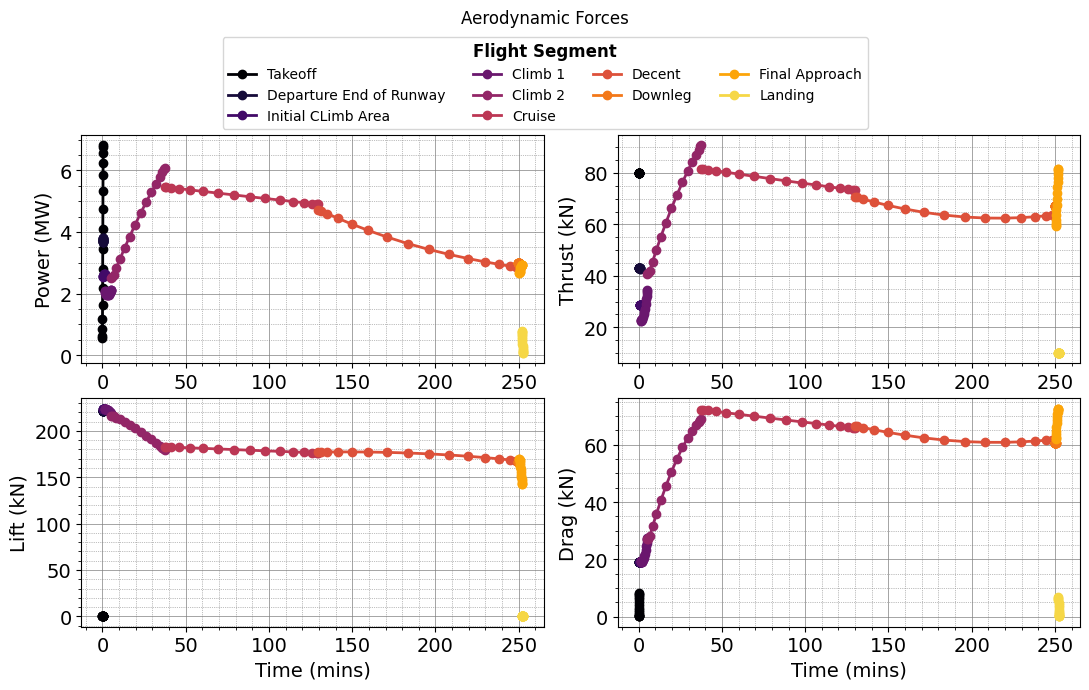 Aerodynamic Forces
Flight Segment
Takeoff
Departure End of Runway
Initial CLimb Area
Climb 1
Climb 2
Cruise
Decent
Downleg
Final Approach
Landing
Power (MW)
6
4
2
0
0 50 100 150 200 250
Thrust (kN)
80
60
40
20
0 50 100 150 200 250
Lift (kN)
200
150
100
50
0
0 50 100 150 200 250
Time (mins)
Drag (kN)
60
40
20
0
0 50 100 150 200 250
Time (mins)